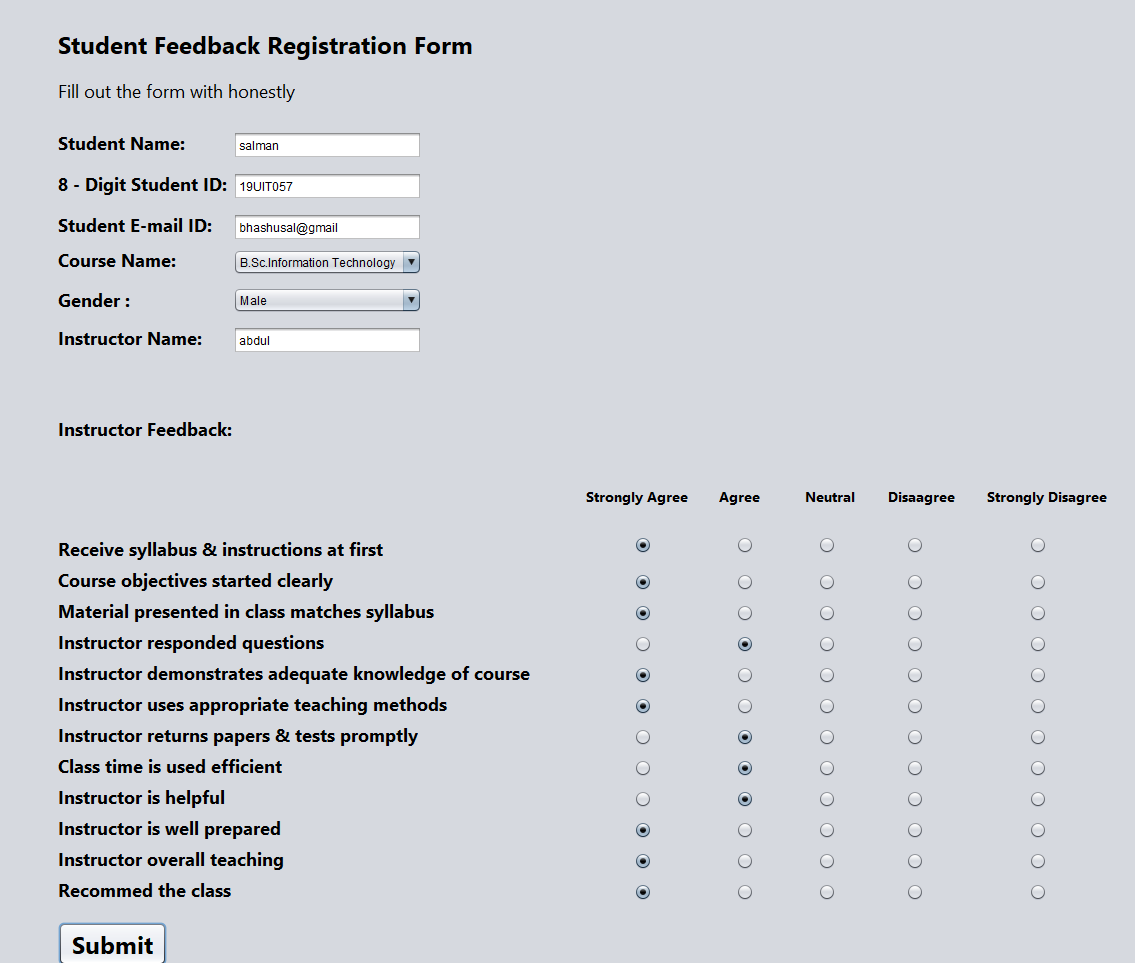 Student Feedback Registration Form
Fill out the form with honestly
Student Name: salman
8 - Digit Student ID: 19UIT057
Student E-mail ID: bhashusal@gmail
Course Name: B.Sc.Information Technology
Gender : Male
Instructor Name: abdul
Instructor Feedback:
Strongly Agree Agree Neutral Disaagree Strongly Disagree
Receive syllabus & instructions at first
Course objectives started clearly
Material presented in class matches syllabus
Instructor responded questions
Instructor demonstrates adequate knowledge of course
Instructor uses appropriate teaching methods
Instructor returns papers & tests promptly
Class time is used efficient
Instructor is helpful
Instructor is well prepared
Instructor overall teaching
Recommed the class
Submit